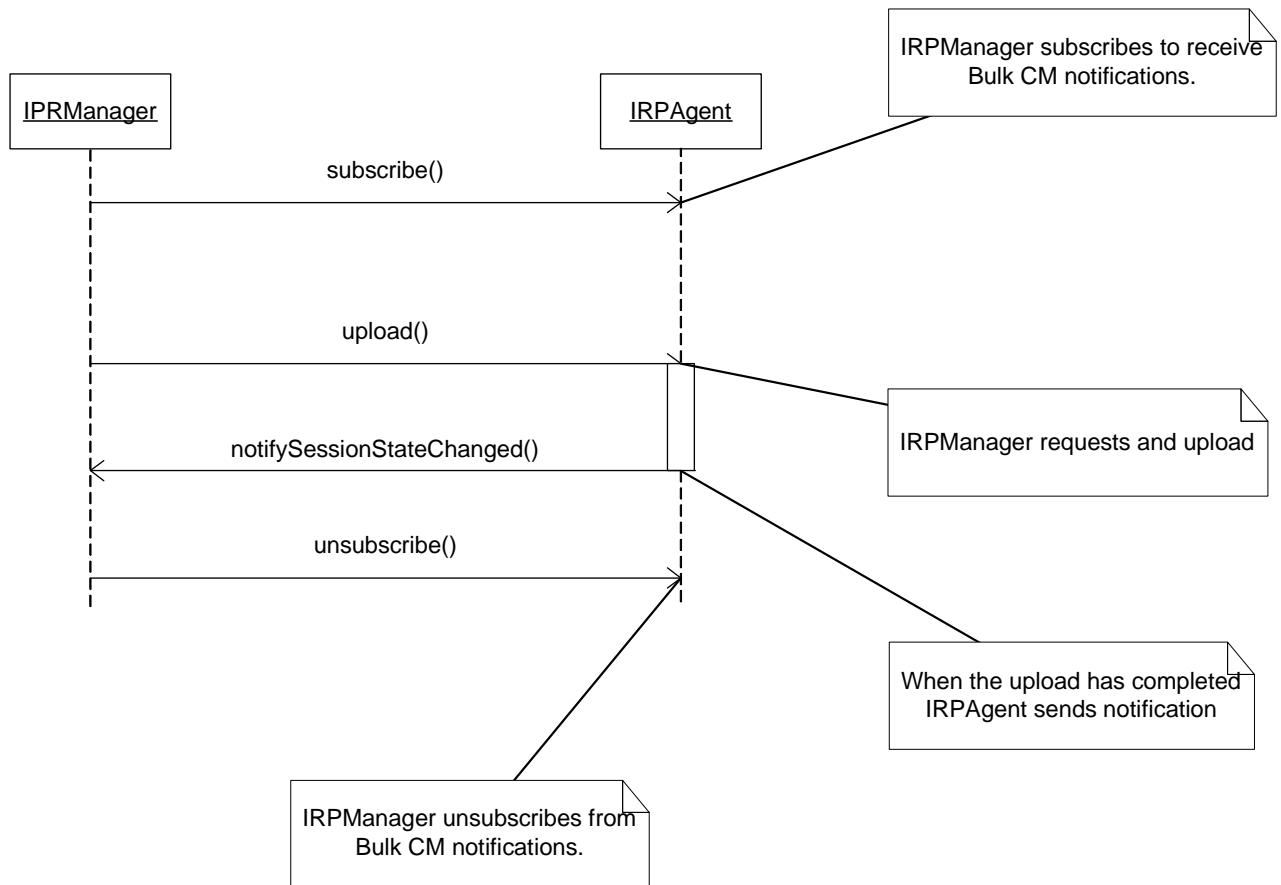 IRPManager subscribes to receive
Bulk CM notifications.
IPRManager
IRPAgent
subscribe()
upload()
IRPManager requests and upload
notifySessionStateChanged()
unsubscribe()
When the upload has completed
IRPAgent sends notification
IRPManager unsubscribes from
Bulk CM notifications.